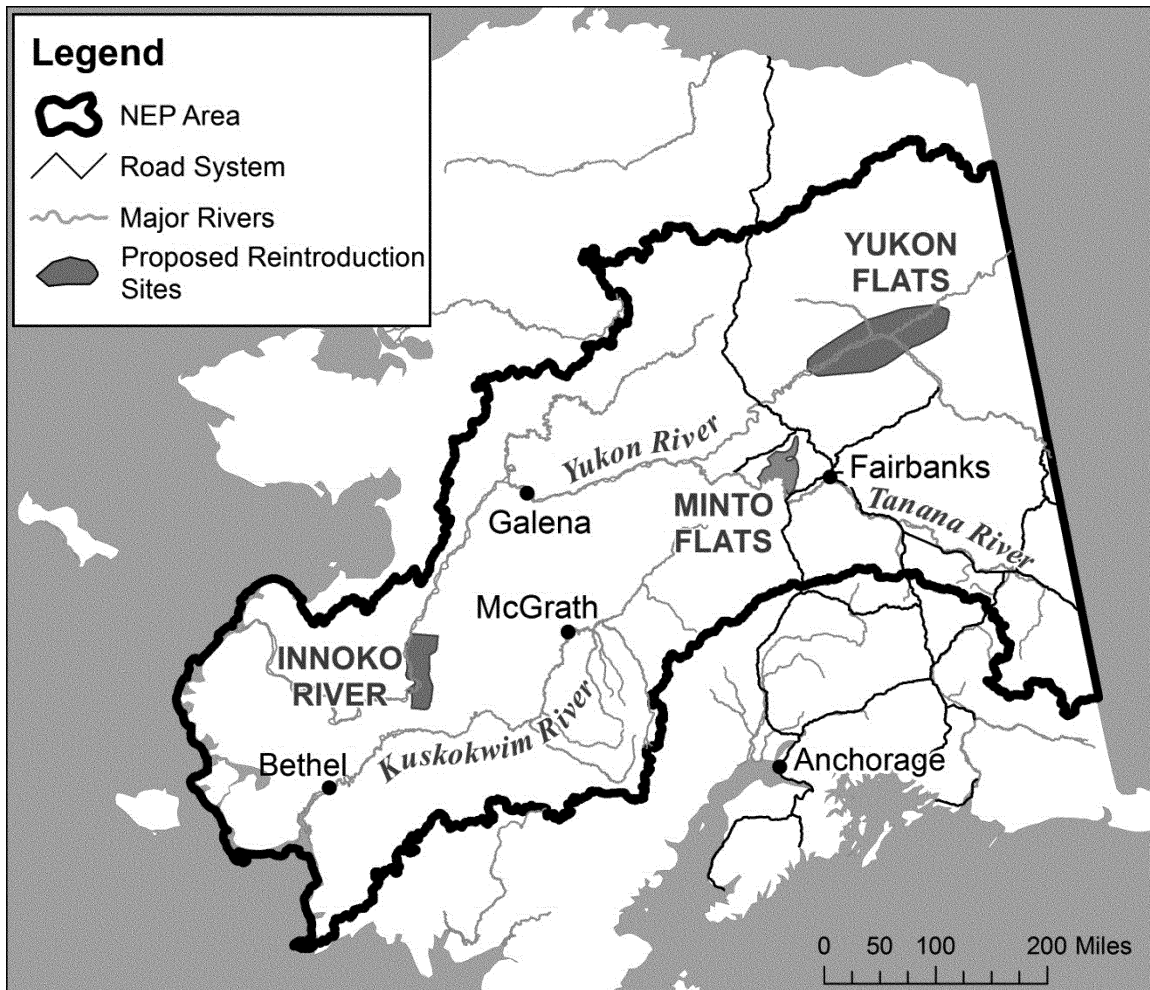 Legend
NEP Area
Road System
Major Rivers
Proposed Reintroduction
Sites
YUKON
FLATS
Yukon River
Fairbanks
Galena
MINTO
FLATS
Tanana River
McGrath
INNOKO
RIVER
Kuskokwim River
Bethel
Anchorage
0 50 100 200 Miles